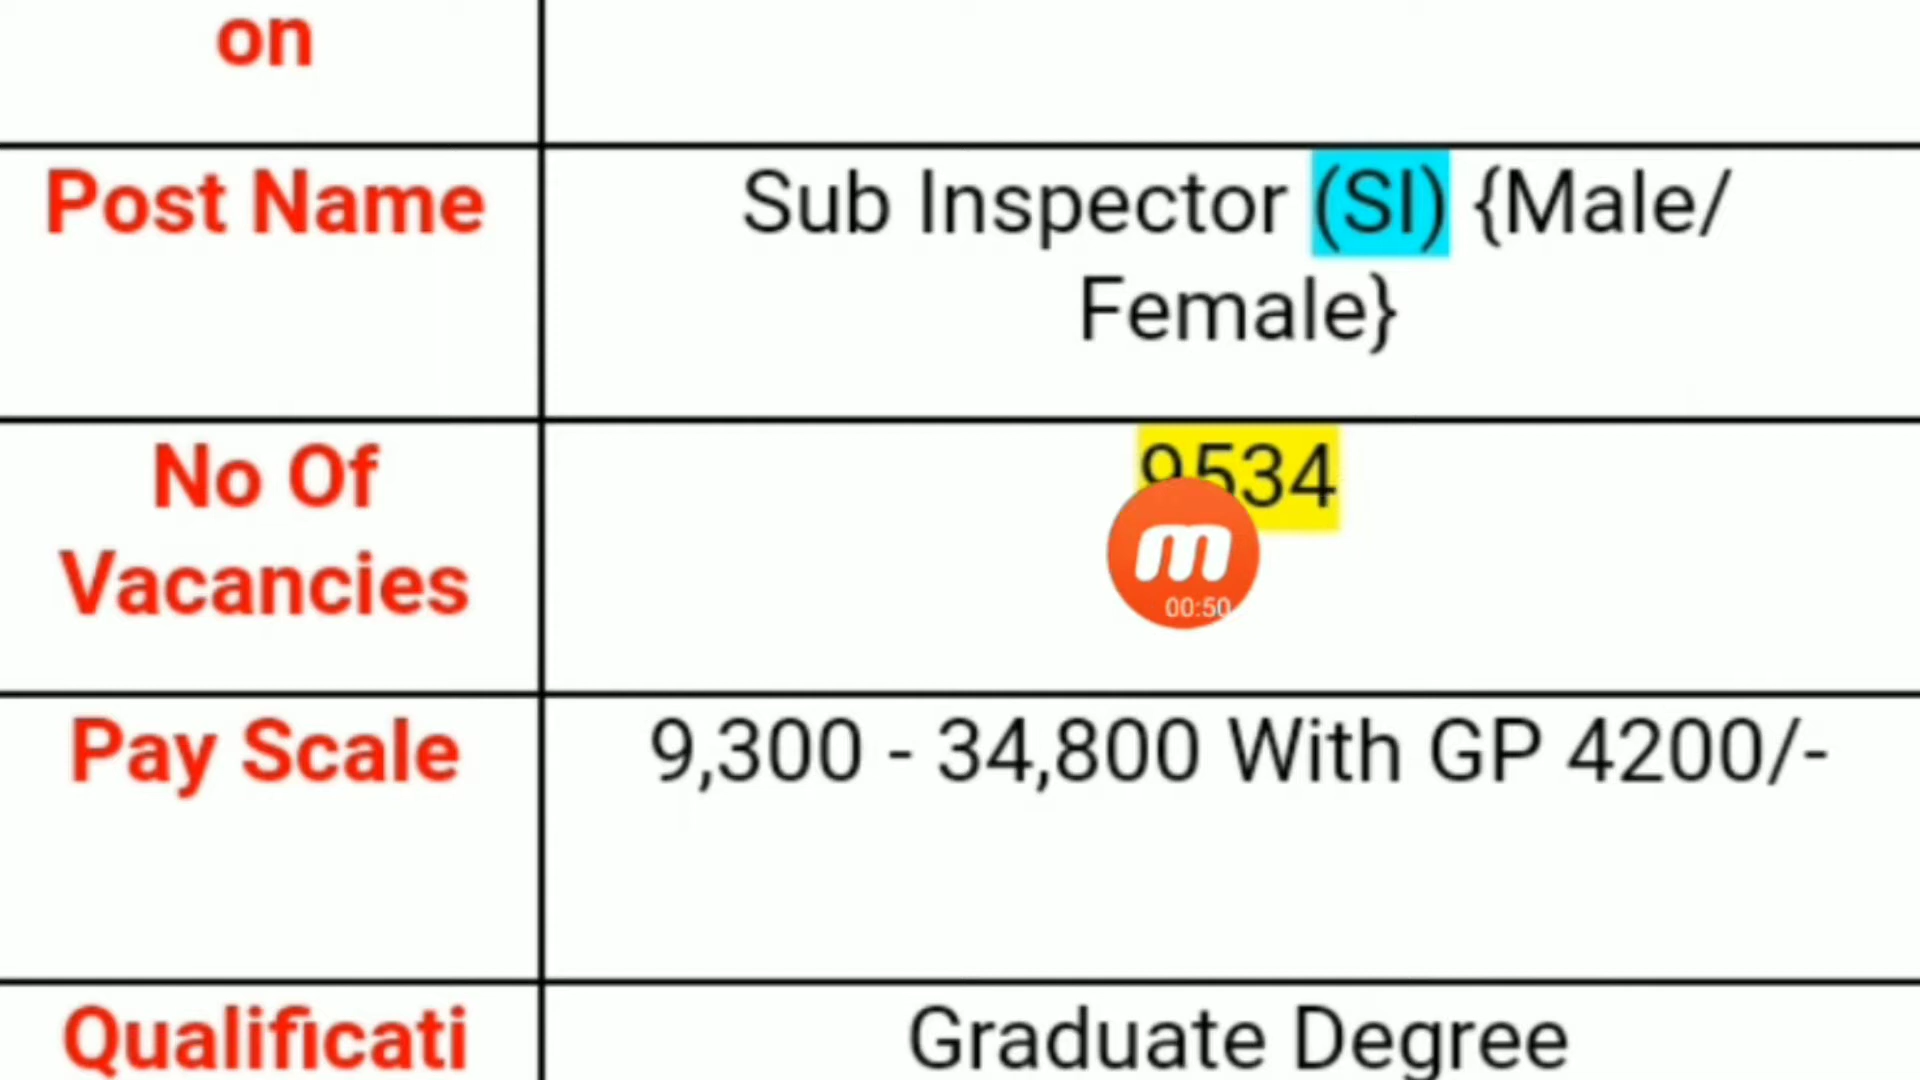 on
Post Name
Sub Inspector (SI) {Male/
Female}
No Of
Vacancies
9534
m
00:50
Pay Scale
9,300 - 34,800 With GP 4200/-
Qualificati
Graduate Degree